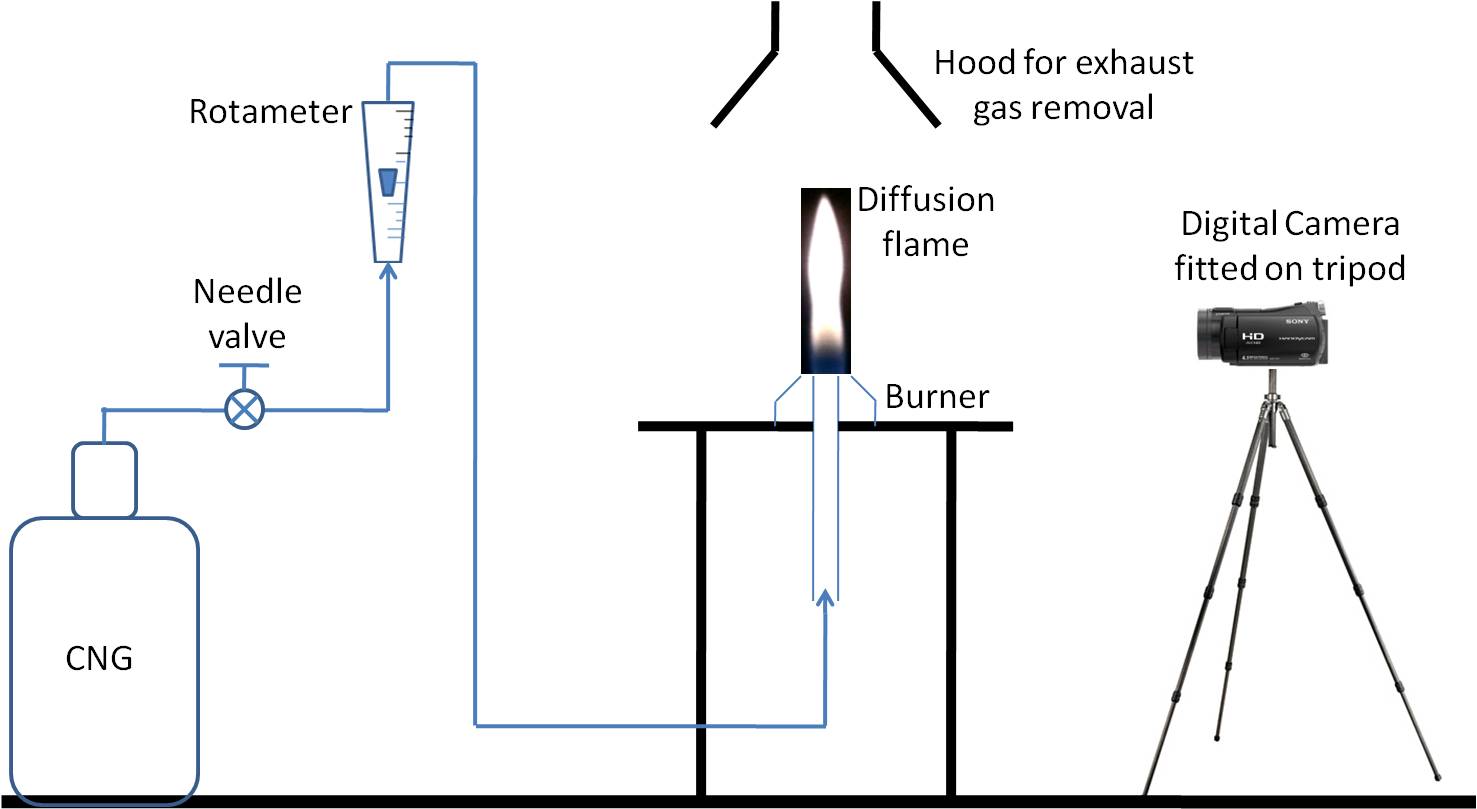 Hood for exhaust
gas removal
Rotameter
Diffusion
flame
Digital Camera
fitted on tripod
Needle
valve
SONY
HD
HANDYCAM
Burner
CNG